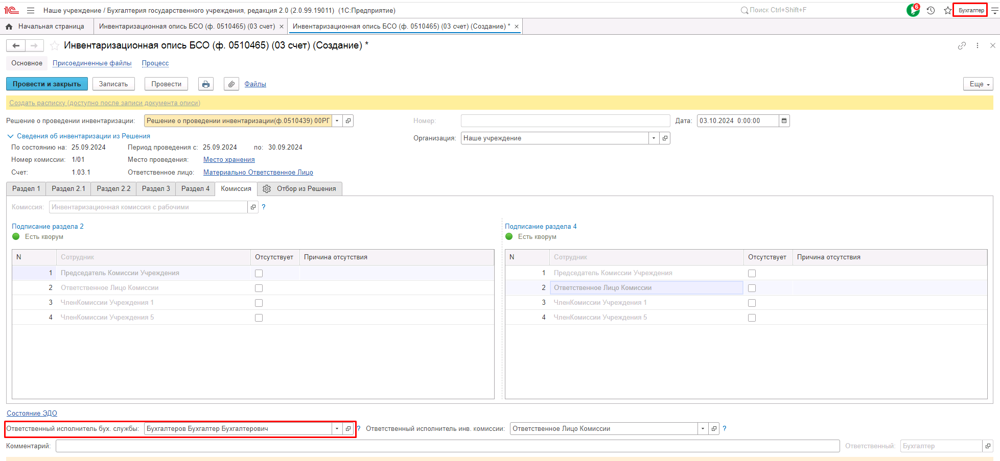 1С Наше учреждение / Бухгалтерия государственного учреждения, редакция 2.0 (2.0.99.19011) (1С:Предприятие) Поиск Ctrl+Shift+F 6 Бухгалтер
Начальная страница Инвентаризационная опись БСО (ф. 0510465) (03 счет) × Инвентаризационная опись БСО (ф. 0510465) (03 счет) (Создание) * ×
Инвентаризационная опись БСО (ф. 0510465) (03 счет) (Создание) *
Основное Присоединенные файлы Процесс
Провести и закрыть Записать Провести Файлы Еще
Создать расписку (доступно после записи документа описи)
Решение о проведении инвентаризации: Решение о проведении инвентаризации(ф.0510439) 00РГ Номер: Дата: 03.10.2024 0:00:00
Сведения об инвентаризации из Решения Организация: Наше учреждение
По состоянию на: 25.09.2024 Период проведения с: 25.09.2024 по: 30.09.2024
Номер комиссии: 1/01 Место проведения: Место хранения
Счет: 1.03.1 Ответственное лицо: Материально Ответственное Лицо
Раздел 1 Раздел 2.1 Раздел 2.2 Раздел 3 Раздел 4 Комиссия Отбор из Решения
Комиссия: Инвентаризационная комиссия с рабочими ?
Подписание раздела 2 Подписание раздела 4
Есть кворум Есть кворум
N Сотрудник Отсутствует Причина отсутствия N Сотрудник Отсутствует Причина отсутствия
1 Председатель Комиссии Учреждения 1 Председатель Комиссии Учреждения
2 Ответственное Лицо Комиссии 2 Ответственное Лицо Комиссии
3 ЧленКомиссии Учреждения 1 3 ЧленКомиссии Учреждения 1
4 ЧленКомиссии Учреждения 5 4 ЧленКомиссии Учреждения 5
Состояние ЭДО
Ответственный исполнитель бух. службы: Бухгалтеров Бухгалтер Бухгалтерович ? Ответственный исполнитель инв. комиссии: Ответственное Лицо Комиссии ?
Комментарий: Ответственный: Бухгалтер